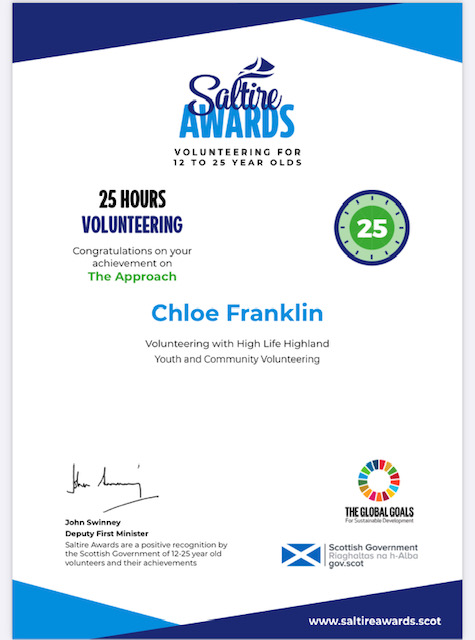 Saltire
AWARDS
VOLUNTEERING FOR
12 TO 25 YEAR OLDS
25 HOURS
VOLUNTEERING
Congratulations on your
achievement on
The Approach
25
Chloe Franklin
Volunteering with High Life Highland
Youth and Community Volunteering
John Swinney
John Swinney
Deputy First Minister
Saltire Awards are a positive recognition by
the Scottish Government of 12-25 year old
volunteers and their achievements
THE GLOBAL GOALS
For Sustainable Development
Scottish Government
Riaghaltas na h-Alba
gov.scot
www.saltireawards.scot